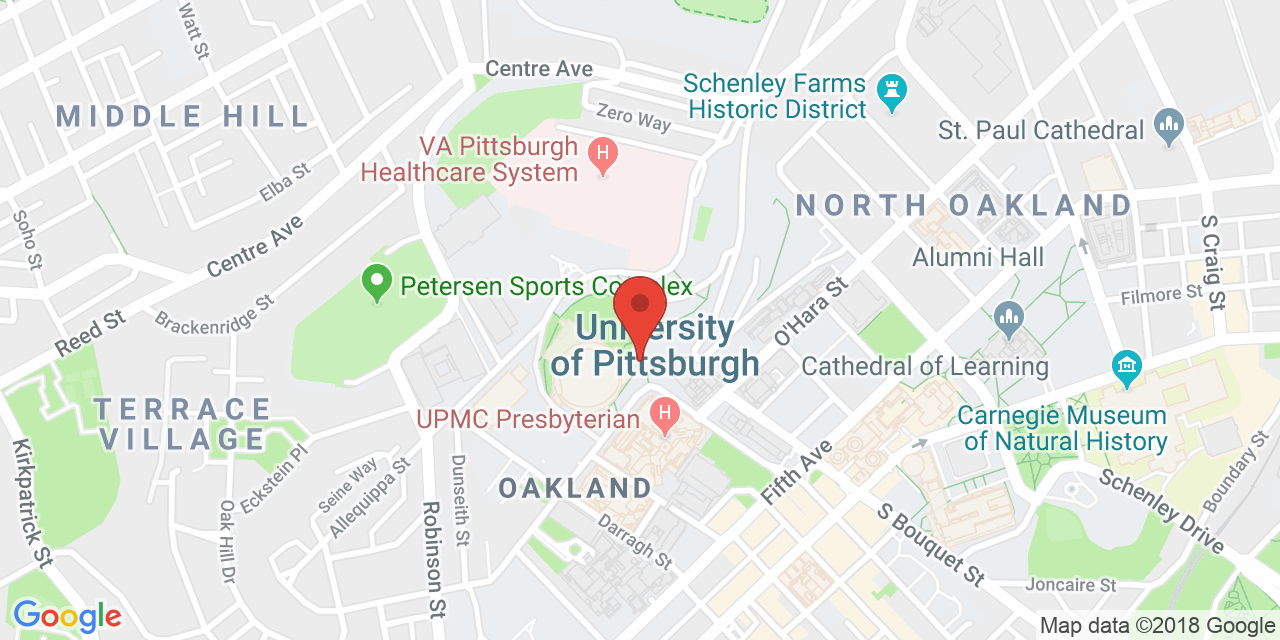 Watt St
Centre Ave
Schenley Farms
Historic District
MIDDLE HILL
Zero Way
St. Paul Cathedral
VA Pittsburgh
Healthcare System
Elba St
NORTH OAKLAND
Soho St
Centre Ave
S Craig St
Alumni Hall
Petersen Sports Complex
Filmore St
Brackenridge St
Reed St
O'Hara St
University
of Pittsburgh
Cathedral of Learning
TERRACE
VILLAGE
UPMC Presbyterian
Carnegie Museum
of Natural History
Kirkpatrick St
Eckstein Pl
Seine Way
Allequippa St
Dunseith St
OAKLAND
Fifth Ave
Boundary St
Schenley Drive
Oak Hill Dr
Robinson St
Darragh St
S Bouquet St
Joncaire St
Google
Map data ©2018 Google